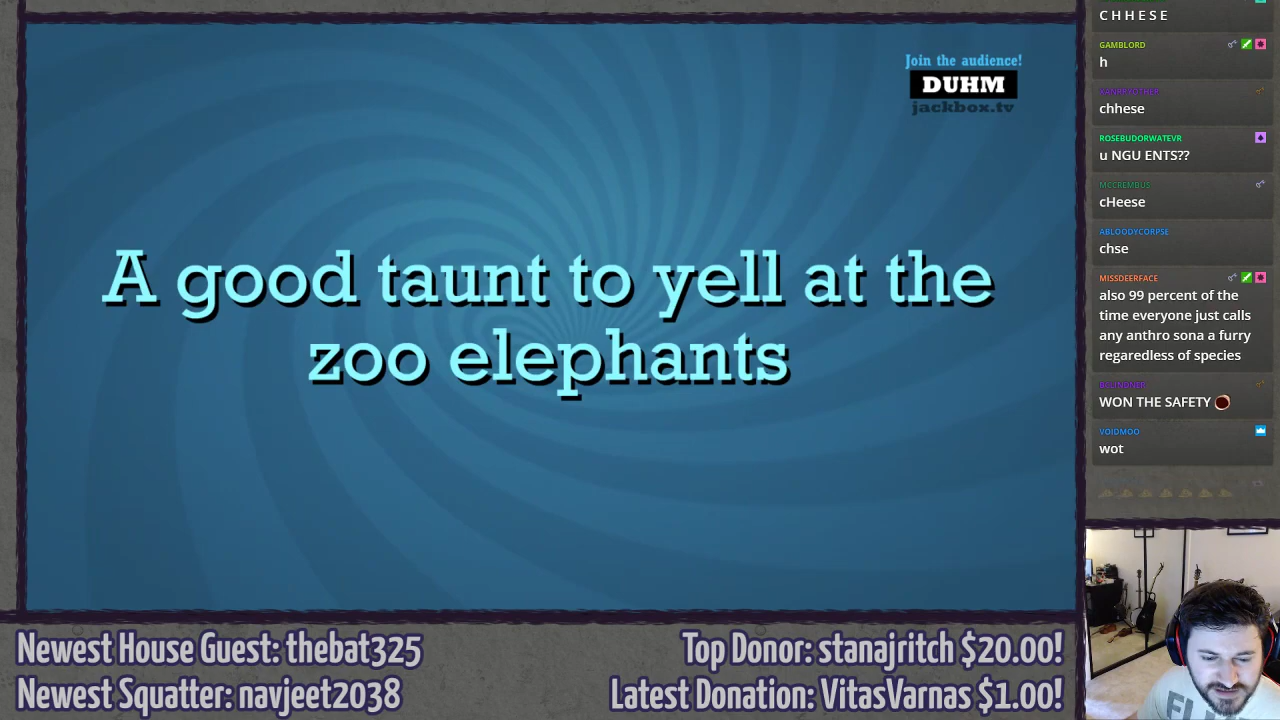 Join the audience!
DUHM
jackbox.tv
A good taunt to yell at the
zoo elephants
C H H E S E
GAMBLORD
h
chhese
ROSEBUDORWATEVR
u NGU ENTS??
MCCREMBUS
cHeese
ABLOODYCORPSE
chse
MISSDEERFACE
also 99 percent of the
time everyone just calls
any anthro sona a furry
regaredless of species
WON THE SAFETY
VOIDMOO
wot
Newest House Guest: thebat325
Newest Squatter: navjeet2038
Top Donor: stanajritch $20.00!
Latest Donation: VitasVarnas $1.00!